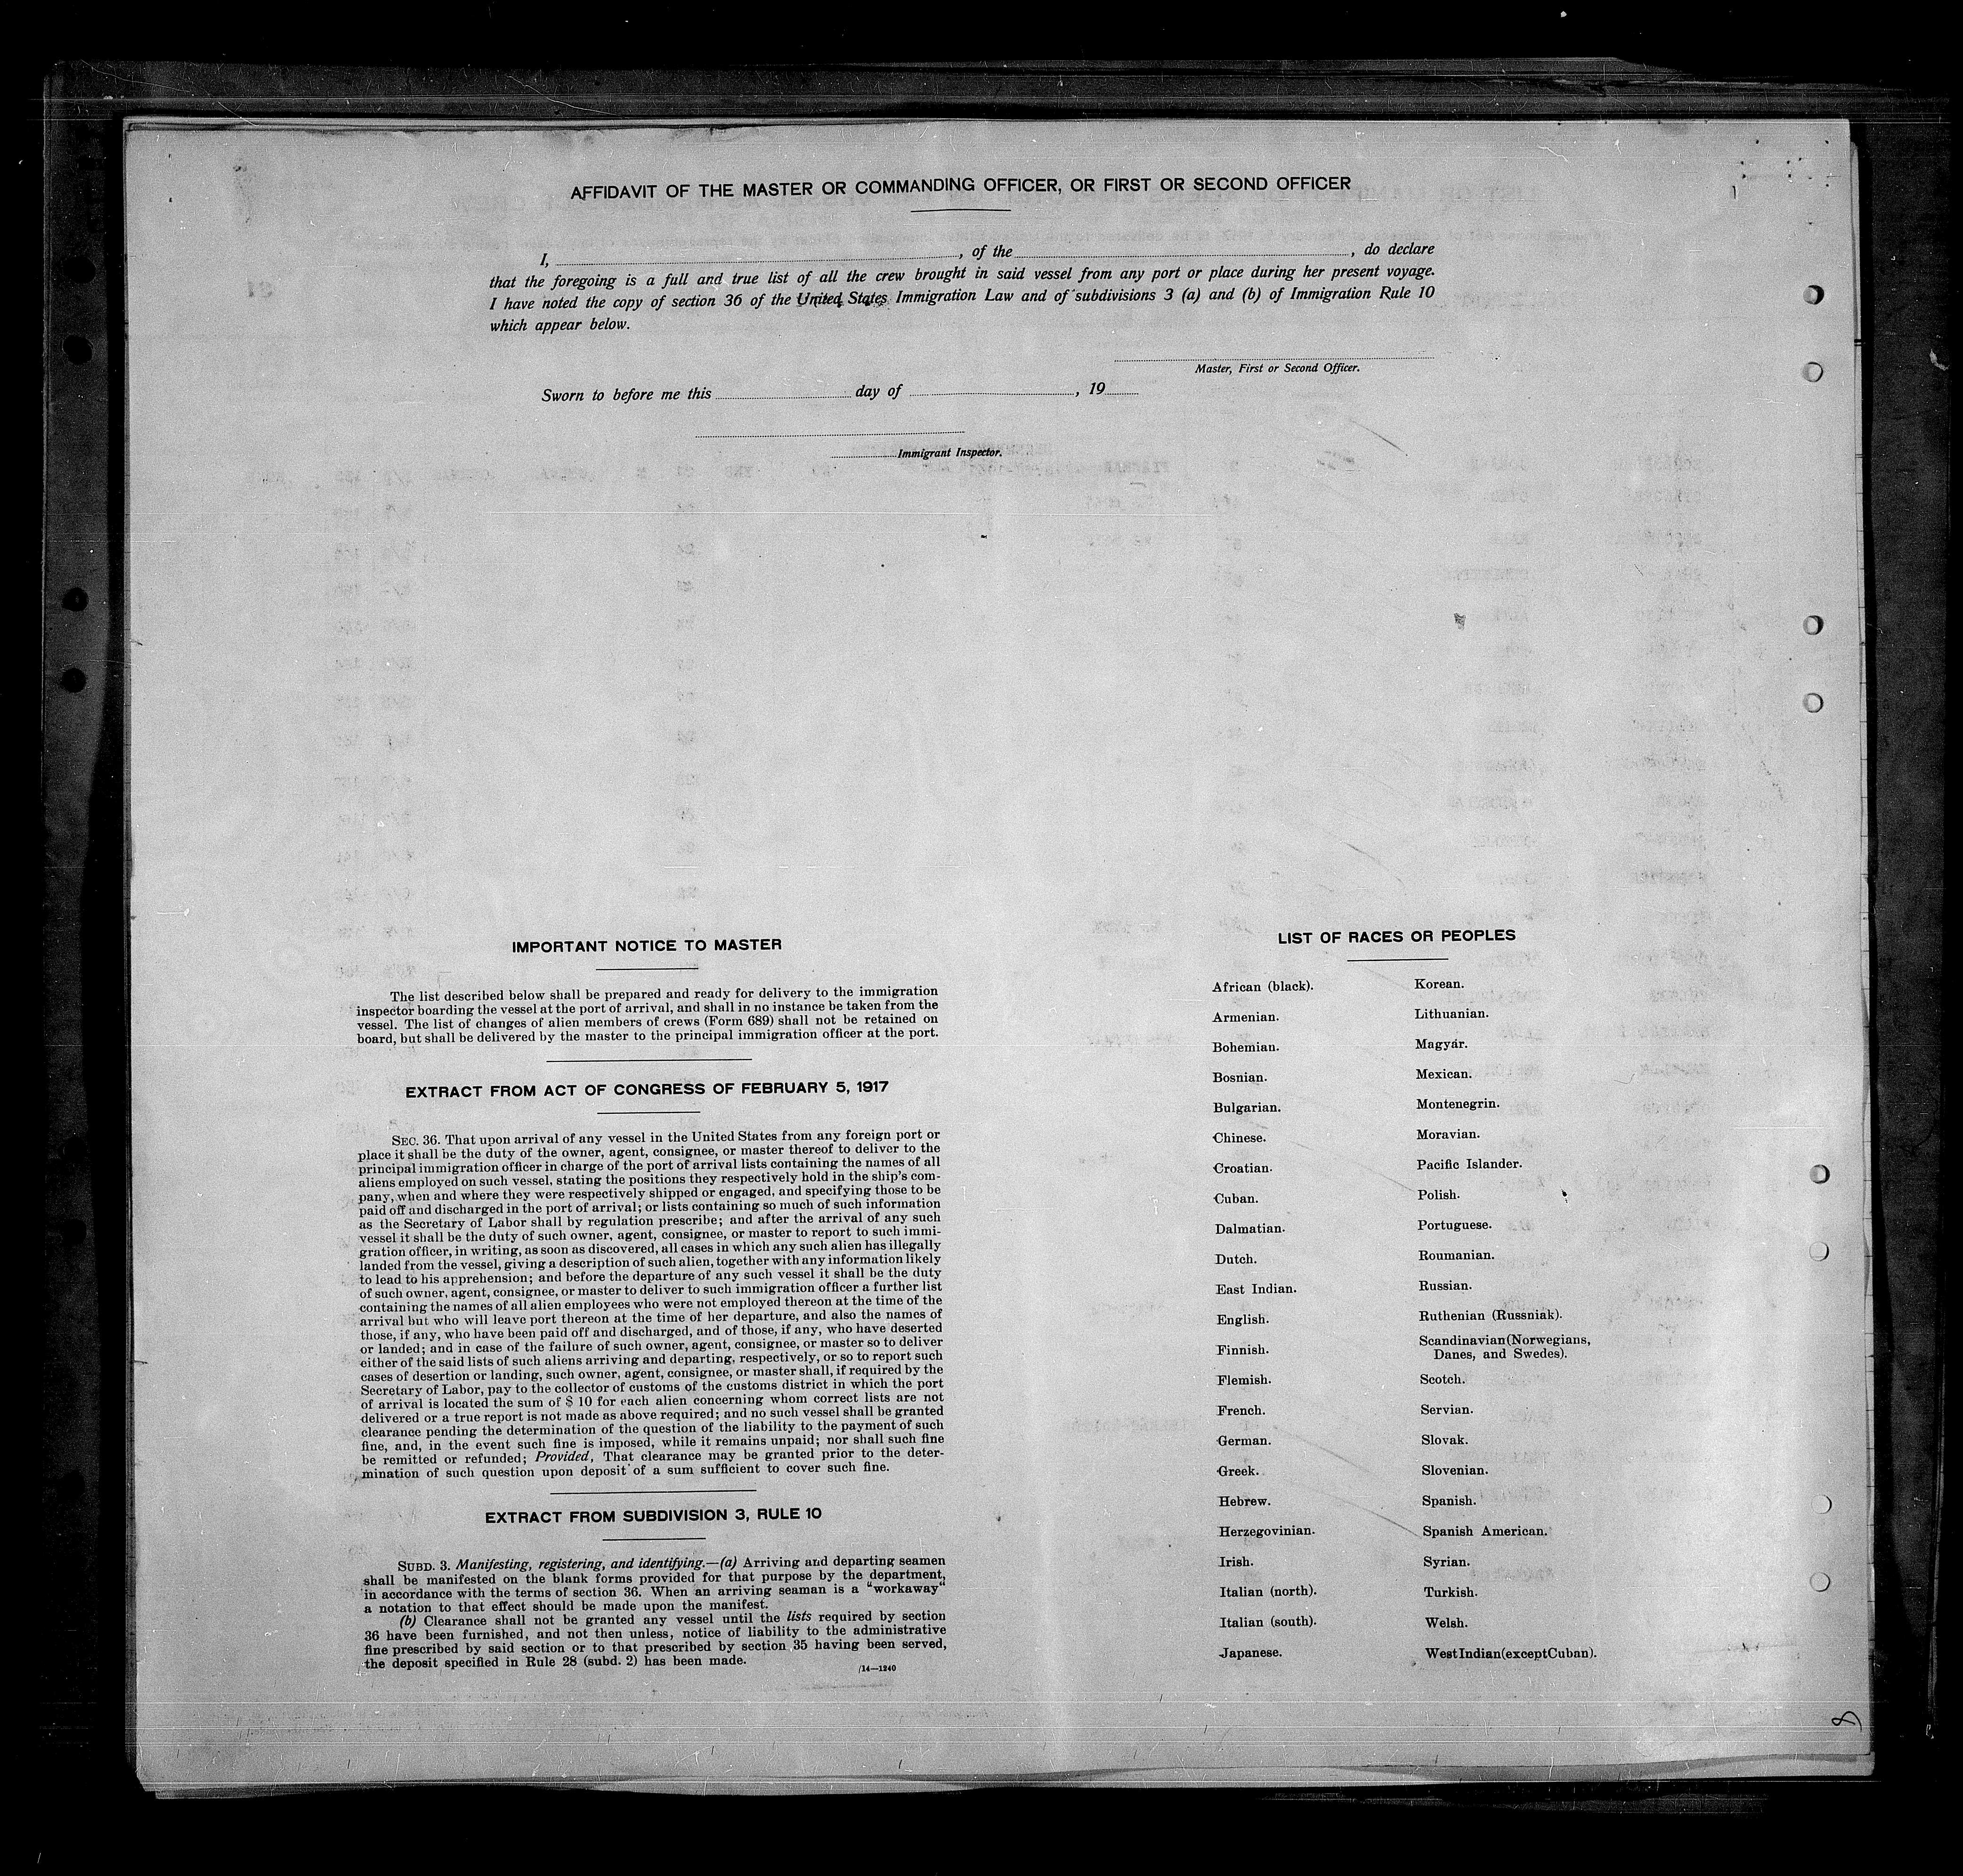 AFFIDAVIT OF THE MASTER OR COMMANDING OFFICER, OR FIRST OR SECOND OFFICER
I, , of the , do declare
that the foregoing is a full and true list of all the crew brought in said vessel from any port or place during her present voyage.
I have noted the copy of section 36 of the United States Immigration Law and of subdivisions 3 (a) and (b) of Immigration Rule 10
which appear below.
Master, First or Second Officer.
Sworn to before me this day of , 19
Immigrant Inspector.
IMPORTANT NOTICE TO MASTER
The list described below shall be prepared and ready for delivery to the immigration
inspector boarding the vessel at the port of arrival, and shall in no instance be taken from the
vessel. The list of changes of alien members of crews (Form 689) shall not be retained on
board, but shall be delivered by the master to the principal immigration officer at the port.
EXTRACT FROM ACT OF CONGRESS OF FEBRUARY 5, 1917
SEC. 36. That upon arrival of any vessel in the United States from any foreign port or
place it shall be the duty of the owner, agent, consignee, or master thereof to deliver to the
principal immigration officer in charge of the port of arrival lists containing the names of all
aliens employed on such vessel, stating the positions they respectively hold in the ship's com-
pany, when and where they were respectively shipped or engaged, and specifying those to be
paid off and discharged in the port of arrival; or lists containing so much of such information
as the Secretary of Labor shall by regulation prescribe; and after the arrival of any such
vessel it shall be the duty of such owner, agent, consignee, or master to report to such immi-
gration officer, in writing, as soon as discovered, all cases in which any such alien has illegally
landed from the vessel, giving a description of such alien, together with any information likely
to lead to his apprehension; and before the departure of any such vessel it shall be the duty
of such owner, agent, consignee, or master to deliver to such immigration officer a further list
containing the names of all alien employees who were not employed thereon at the time of the
arrival but who will leave port thereon at the time of her departure, and also the names of
those, if any, who have been paid off and discharged, and of those, if any, who have deserted
or landed; and in case of the failure of such owner, agent, consignee, or master so to deliver
either of the said lists of such aliens arriving and departing, respectively, or so to report such
cases of desertion or landing, such owner, agent, consignee, or master shall, if required by the
Secretary of Labor, pay to the collector of customs of the customs district in which the port
of arrival is located the sum of $ 10 for each alien concerning whom correct lists are not
delivered or a true report is not made as above required; and no such vessel shall be granted
clearance pending the determination of the question of the liability to the payment of such
fine, and, in the event such fine is imposed, while it remains unpaid; nor shall such fine
be remitted or refunded; Provided, That clearance may be granted prior to the deter-
mination of such question upon deposit of a sum sufficient to cover such fine.
EXTRACT FROM SUBDIVISION 3, RULE 10
SUBD. 3. Manifesting, registering, and identifying.—(a) Arriving and departing seamen
shall be manifested on the blank forms provided for that purpose by the department,
in accordance with the terms of section 36. When an arriving seaman is a "workaway"
a notation to that effect should be made upon the manifest.
(b) Clearance shall not be granted any vessel until the lists required by section
36 have been furnished, and not then unless, notice of liability to the administrative
fine prescribed by said section or to that prescribed by section 35 having been served,
the deposit specified in Rule 28 (subd. 2) has been made.
14—1240
LIST OF RACES OR PEOPLES
African (black).
Armenian.
Bohemian.
Bosnian.
Bulgarian.
Chinese.
Croatian.
Cuban.
Dalmatian.
Dutch.
East Indian.
English.
Finnish.
Flemish.
French.
German.
Greek.
Hebrew.
Herzegovinian.
Irish.
Italian (north).
Italian (south).
Japanese.
Korean.
Lithuanian.
Magyar.
Mexican.
Montenegrin.
Moravian.
Pacific Islander.
Polish.
Portuguese.
Roumanian.
Russian.
Ruthenian (Russniak).
Scandinavian (Norwegians,
Danes, and Swedes).
Scotch.
Servian.
Slovak.
Slovenian.
Spanish.
Spanish American.
Syrian.
Turkish.
Welsh.
West Indian (except Cuban).
8